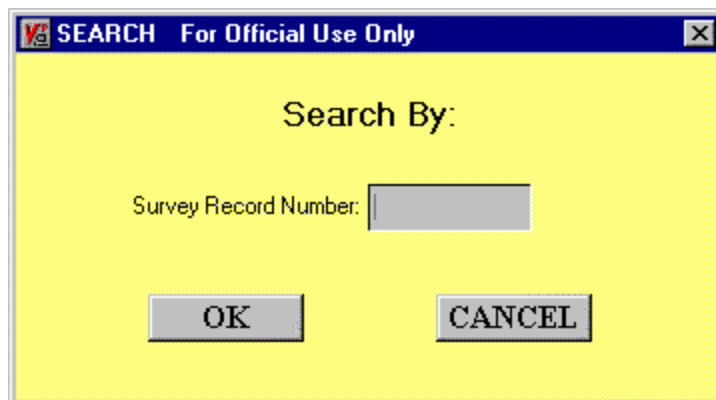 SEARCH For Official Use Only
Search By:
Survey Record Number:
OK CANCEL